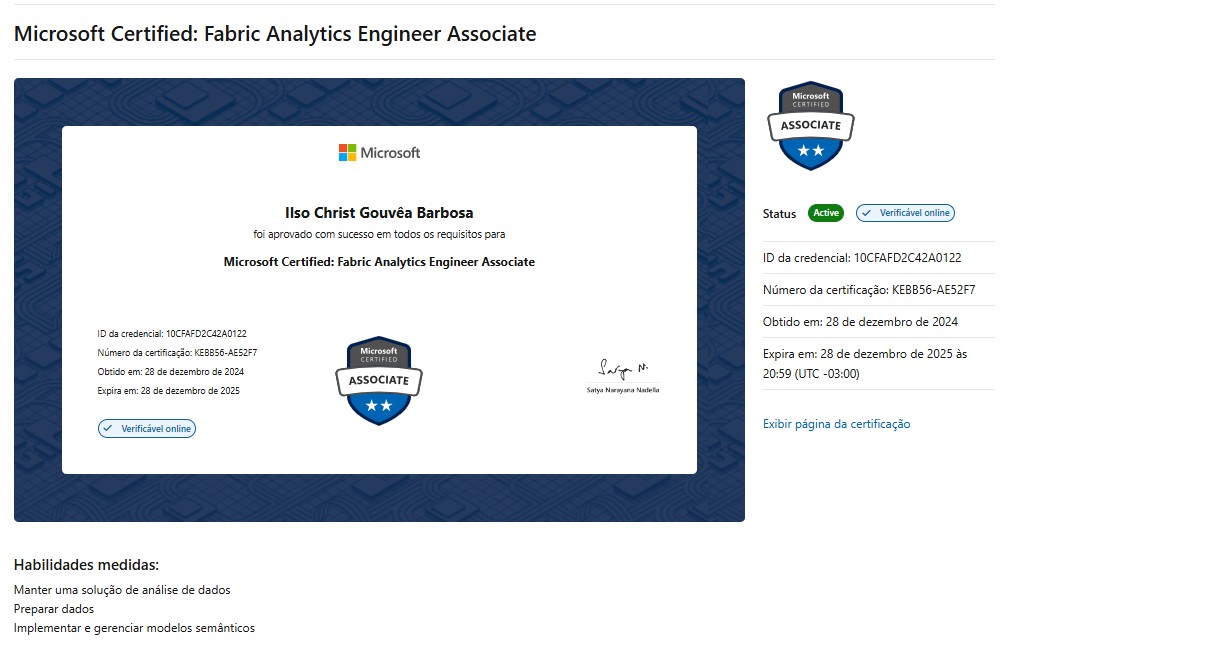 Microsoft Certified: Fabric Analytics Engineer Associate
Microsoft
Ilso Christ Gouvêa Barbosa
foi aprovado com sucesso em todos os requisitos para
Microsoft Certified: Fabric Analytics Engineer Associate
ID da credencial: 10CFAFD2C42A0122
Número da certificação: KEBB56-AE52F7
Obtido em: 28 de dezembro de 2024
Expira em: 28 de dezembro de 2025
Verificável online
Microsoft
CERTIFIED
ASSOCIATE
Satya N.
Satya Narayana Nadella
Microsoft
CERTIFIED
ASSOCIATE
Status Active Verificável online
ID da credencial: 10CFAFD2C42A0122
Número da certificação: KEBB56-AE52F7
Obtido em: 28 de dezembro de 2024
Expira em: 28 de dezembro de 2025 às
20:59 (UTC -03:00)
Exibir página da certificação
Habilidades medidas:
Manter uma solução de análise de dados
Preparar dados
Implementar e gerenciar modelos semânticos